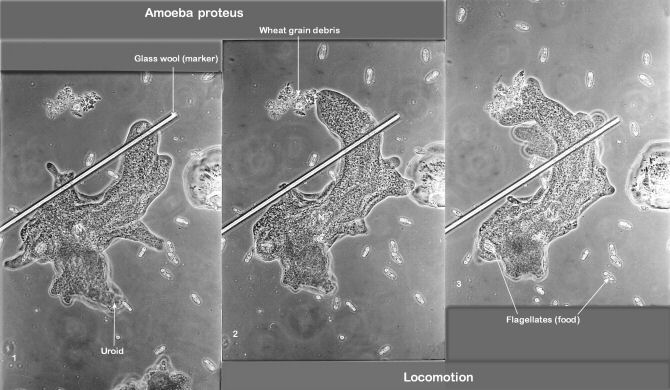 Amoeba proteus
Glass wool (marker)
Wheat grain debris
Uroid
Flagellates (food)
1
2
3
Locomotion